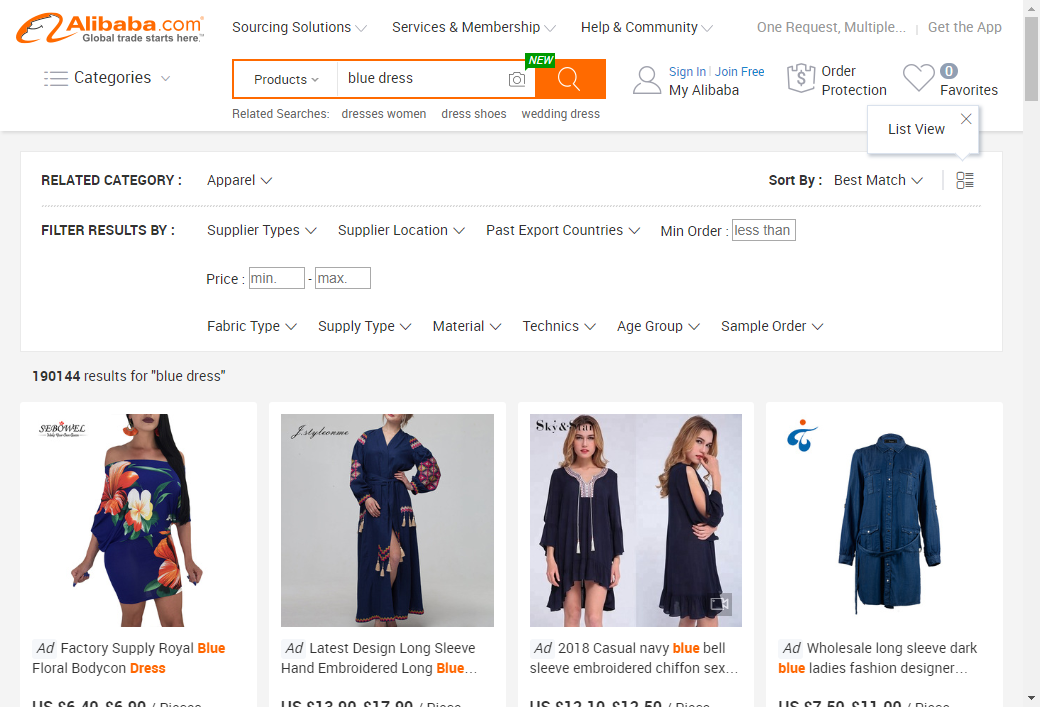 Alibaba.com
Global trade starts here.™
Sourcing Solutions
Services & Membership
Help & Community
One Request, Multiple...
Get the App
Categories
Products
blue dress
NEW
Sign In | Join Free
My Alibaba
Order
Protection
0
Favorites
Related Searches: dresses women dress shoes wedding dress
List View
RELATED CATEGORY :
Apparel
Sort By : Best Match
FILTER RESULTS BY :
Supplier Types
Supplier Location
Past Export Countries
Min Order : less than
Price : min. - max.
Fabric Type
Supply Type
Material
Technics
Age Group
Sample Order
190144 results for "blue dress"
SEBOWEL
Make Your Own Queen
J.styleonme
Sky&Star
Ad Factory Supply Royal Blue
Floral Bodycon Dress
Ad Latest Design Long Sleeve
Hand Embroidered Long Blue...
Ad 2018 Casual navy blue bell
sleeve embroidered chiffon sex...
Ad Wholesale long sleeve dark
blue ladies fashion designer...
US $6.40-$6.90 / Pieces
US $13.90-$17.90 / Piece
US $12.10-$12.50 / Piece
US $7.50-$11.00 / Piece